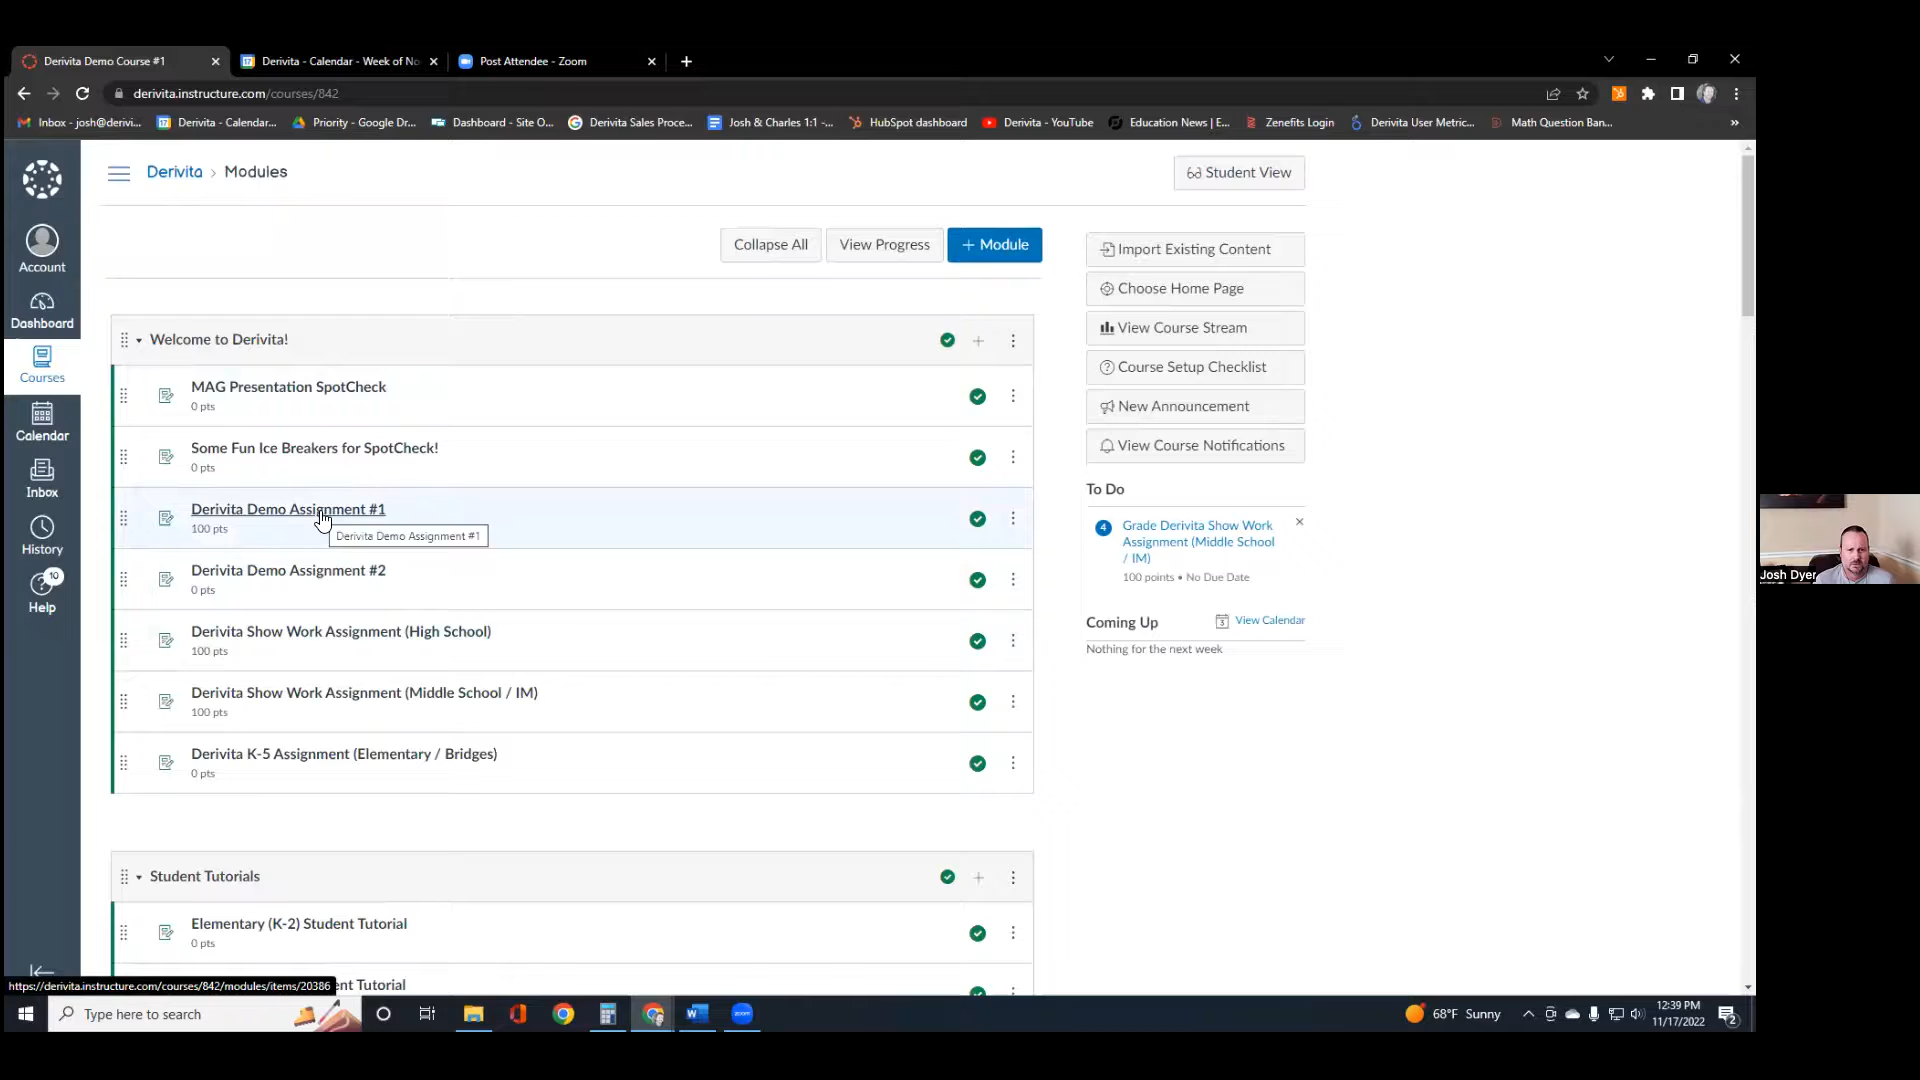 Derivita Demo Course #1
Derivita - Calendar - Week of No
Post Attendee - Zoom
derivita.instructure.com/courses/842
Inbox - josh@derivi...
Derivita - Calendar...
Priority - Google Dr...
Dashboard - Site O...
Derivita Sales Proce...
Josh & Charles 1:1 -...
HubSpot dashboard
Derivita - YouTube
Education News | E...
Zenefits Login
Derivita User Metric...
Math Question Ban...
»
Derivita › Modules
Student View
Account
Dashboard
Courses
Calendar
Inbox
History
10
Help
Collapse All
View Progress
+ Module
Welcome to Derivita!
MAG Presentation SpotCheck
0 pts
Some Fun Ice Breakers for SpotCheck!
0 pts
Derivita Demo Assignment #1
100 pts
Derivita Demo Assignment #1
Derivita Demo Assignment #2
0 pts
Derivita Show Work Assignment (High School)
100 pts
Derivita Show Work Assignment (Middle School / IM)
100 pts
Derivita K-5 Assignment (Elementary / Bridges)
0 pts
Student Tutorials
Elementary (K-2) Student Tutorial
0 pts
ent Tutorial
Import Existing Content
Choose Home Page
View Course Stream
Course Setup Checklist
New Announcement
View Course Notifications
To Do
4
Grade Derivita Show Work
Assignment (Middle School
/ IM)
100 points • No Due Date
Coming Up
3
View Calendar
Nothing for the next week
Josh Dyer
https://derivita.instructure.com/courses/842/modules/items/20386
Type here to search
68°F Sunny
12:39 PM
11/17/2022
2